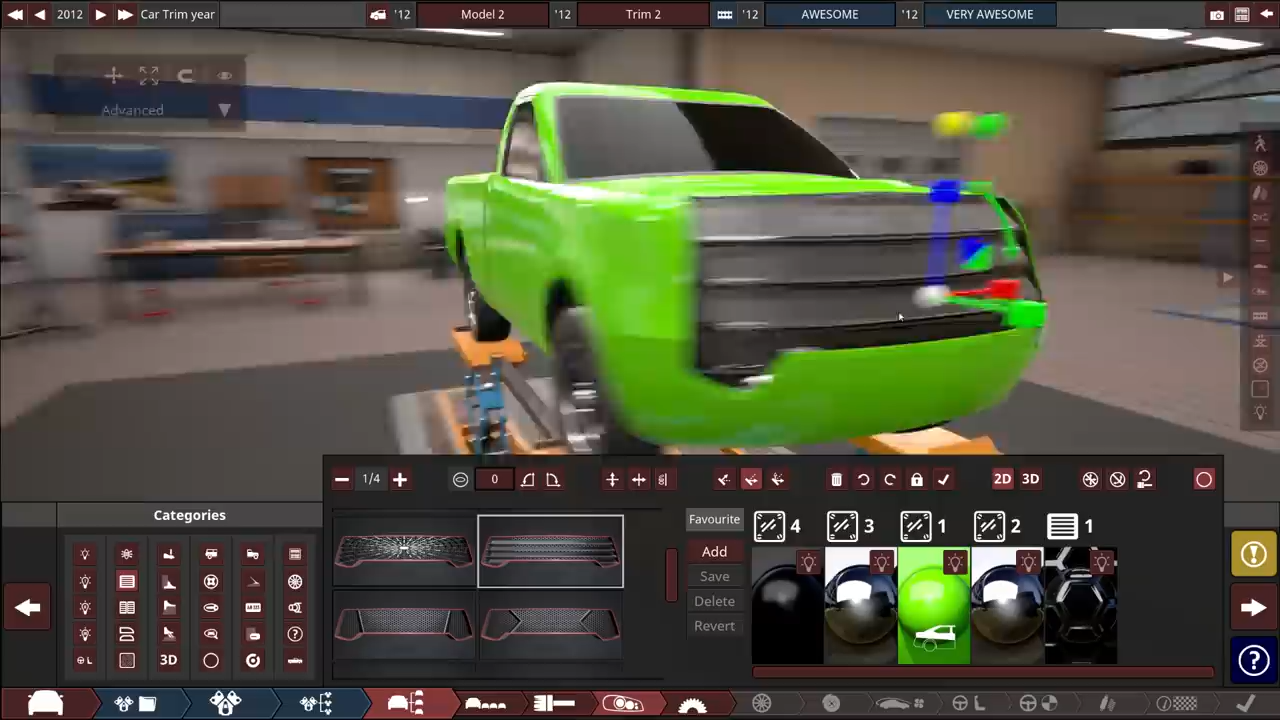 2012 Car Trim year '12 Model 2 '12 Trim 2 '12 AWESOME '12 VERY AWESOME
Advanced
1/4 0 2D 3D
Categories
Favourite 4 3 1 2 1
Add
Save
Delete
Revert
L 3D